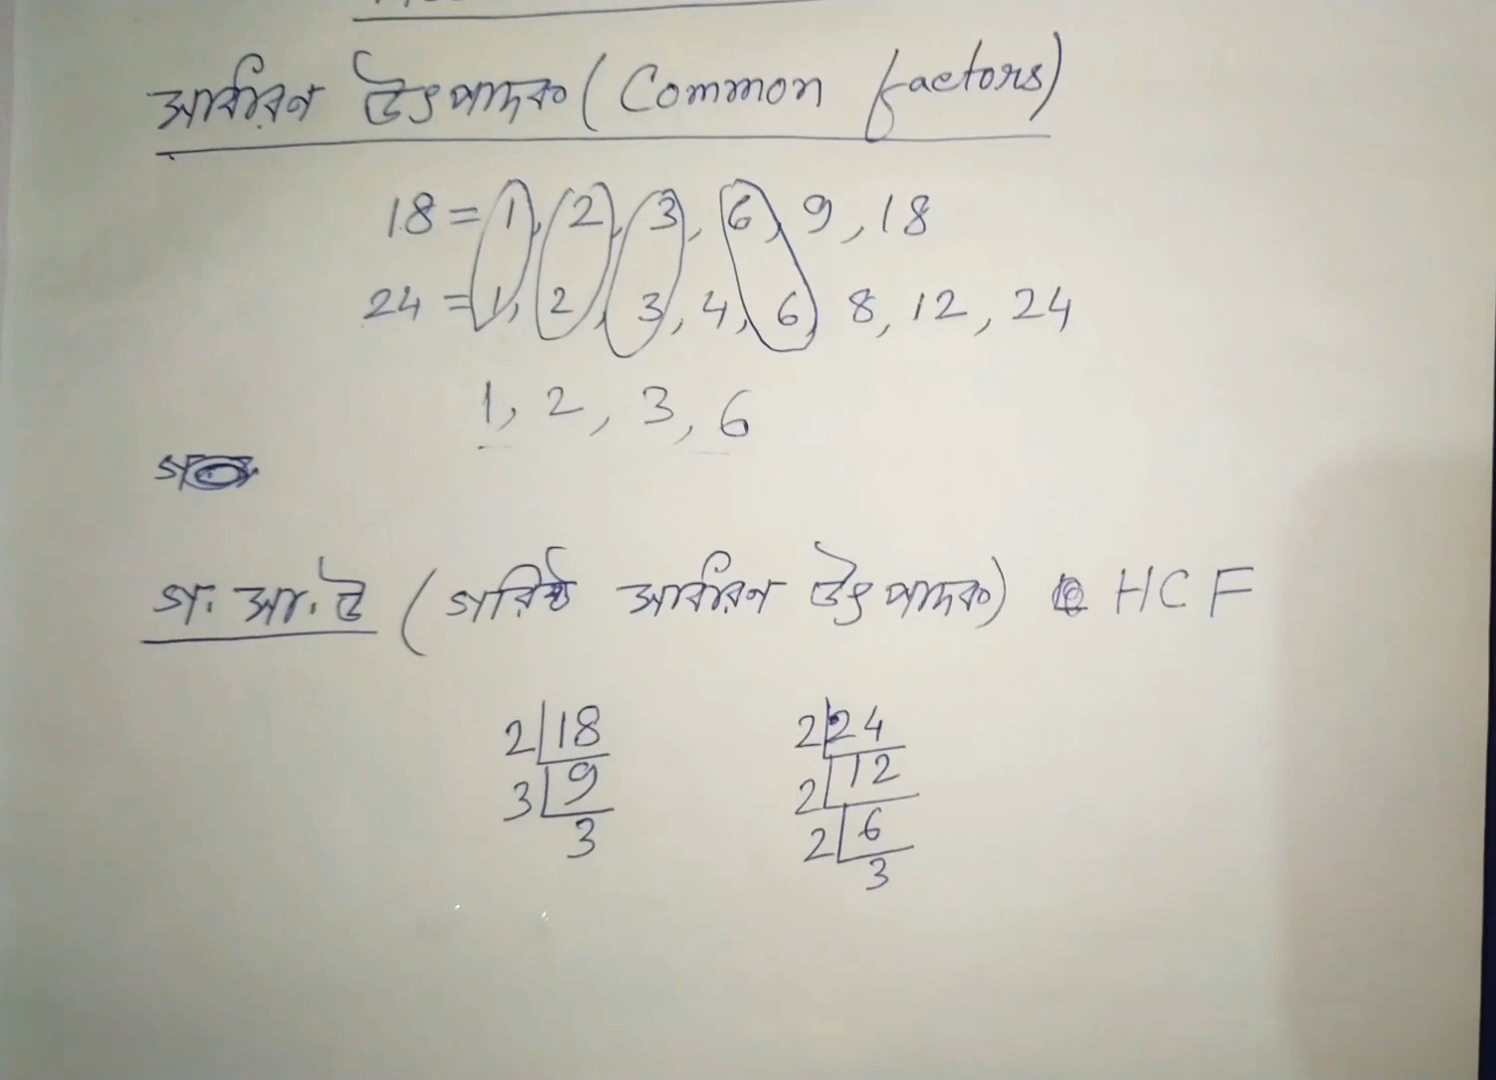 সাধারণ উৎপাদক (Common factors)
18 = 1, 2, 3, 6, 9, 18
24 = 1, 2, 3, 4, 6, 8, 12, 24
1, 2, 3, 6
গ. সা. উ (গরিষ্ঠ সাধারণ উৎপাদক) HCF
2 18
3 9
3
2 24
2 12
2 6
3